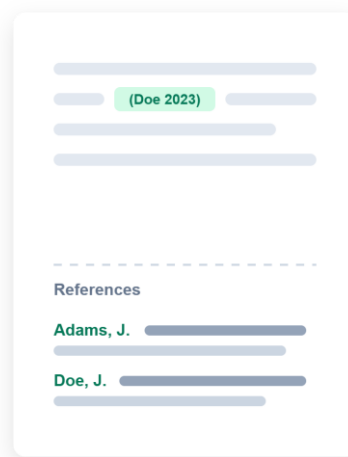 (Doe 2023)
References
Adams, J.
Doe, J.